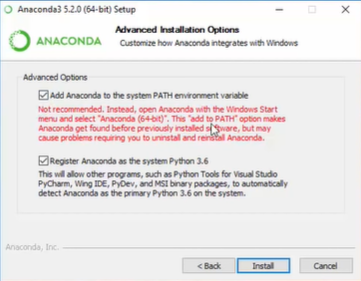 Anaconda3 5.2.0 (64-bit) Setup
ANACONDA
Advanced Installation Options
Customize how Anaconda integrates with Windows
Advanced Options
Add Anaconda to the system PATH environment variable
Not recommended. Instead, open Anaconda with the Windows Start
menu and select "Anaconda (64-bit)". This "add to PATH" option makes
Anaconda get found before previously installed software, but may
cause problems requiring you to uninstall and reinstall Anaconda.
Register Anaconda as the system Python 3.6
This will allow other programs, such as Python Tools for Visual Studio
PyCharm, Wing IDE, PyDev, and MSI binary packages, to automatically
detect Anaconda as the primary Python 3.6 on the system.
Anaconda, Inc.
< Back
Install
Cancel